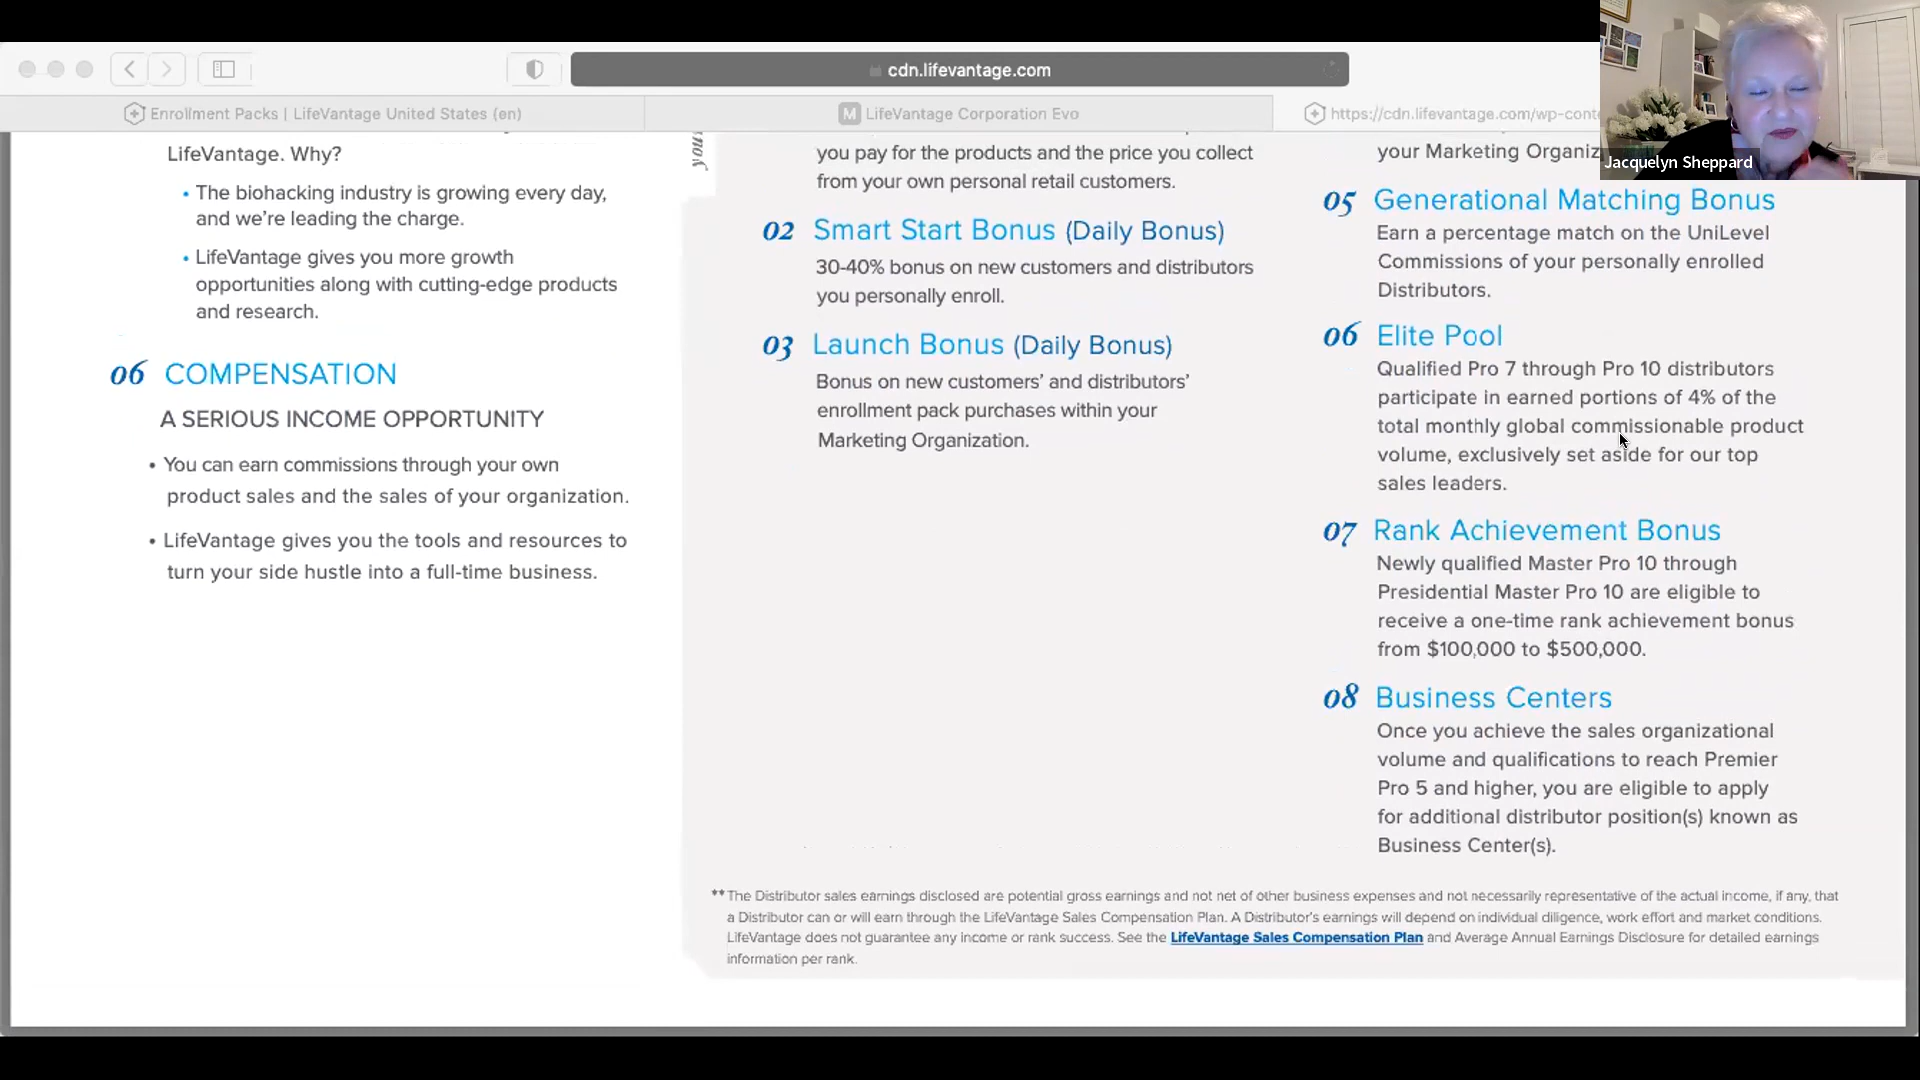 cdn.lifevantage.com
Enrollment Packs | LifeVantage United States (en)
M LifeVantage Corporation Evo
https://cdn.lifevantage.com/wp-conte
Jacquelyn Sheppard
LifeVantage. Why?
• The biohacking industry is growing every day,
and we're leading the charge.
• LifeVantage gives you more growth
opportunities along with cutting-edge products
and research.
06 COMPENSATION
A SERIOUS INCOME OPPORTUNITY
• You can earn commissions through your own
product sales and the sales of your organization.
• LifeVantage gives you the tools and resources to
turn your side hustle into a full-time business.
you pay for the products and the price you collect
from your own personal retail customers.
02 Smart Start Bonus (Daily Bonus)
30-40% bonus on new customers and distributors
you personally enroll.
03 Launch Bonus (Daily Bonus)
Bonus on new customers' and distributors'
enrollment pack purchases within your
Marketing Organization.
your Marketing Organiz
05 Generational Matching Bonus
Earn a percentage match on the UniLevel
Commissions of your personally enrolled
Distributors.
06 Elite Pool
Qualified Pro 7 through Pro 10 distributors
participate in earned portions of 4% of the
total monthly global commissionable product
volume, exclusively set aside for our top
sales leaders.
07 Rank Achievement Bonus
Newly qualified Master Pro 10 through
Presidential Master Pro 10 are eligible to
receive a one-time rank achievement bonus
from $100,000 to $500,000.
08 Business Centers
Once you achieve the sales organizational
volume and qualifications to reach Premier
Pro 5 and higher, you are eligible to apply
for additional distributor position(s) known as
Business Center(s).
** The Distributor sales earnings disclosed are potential gross earnings and not net of other business expenses and not necessarily representative of the actual income, if any, that
a Distributor can or will earn through the LifeVantage Sales Compensation Plan. A Distributor's earnings will depend on individual diligence, work effort and market conditions.
LifeVantage does not guarantee any income or rank success. See the LifeVantage Sales Compensation Plan and Average Annual Earnings Disclosure for detailed earnings
information per rank.